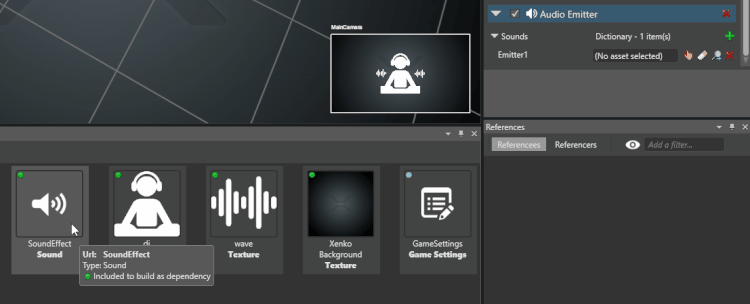 Audio Emitter
MainCamera
Sounds Dictionary - 1 item(s)
Emitter1 (No asset selected)
References
Referencees Referencers Add a filter...
SoundEffect
Sound
dj
wave
Texture
Xenko
Background
Texture
GameSettings
Game Settings
Url: SoundEffect
Type: Sound
Included to build as dependency